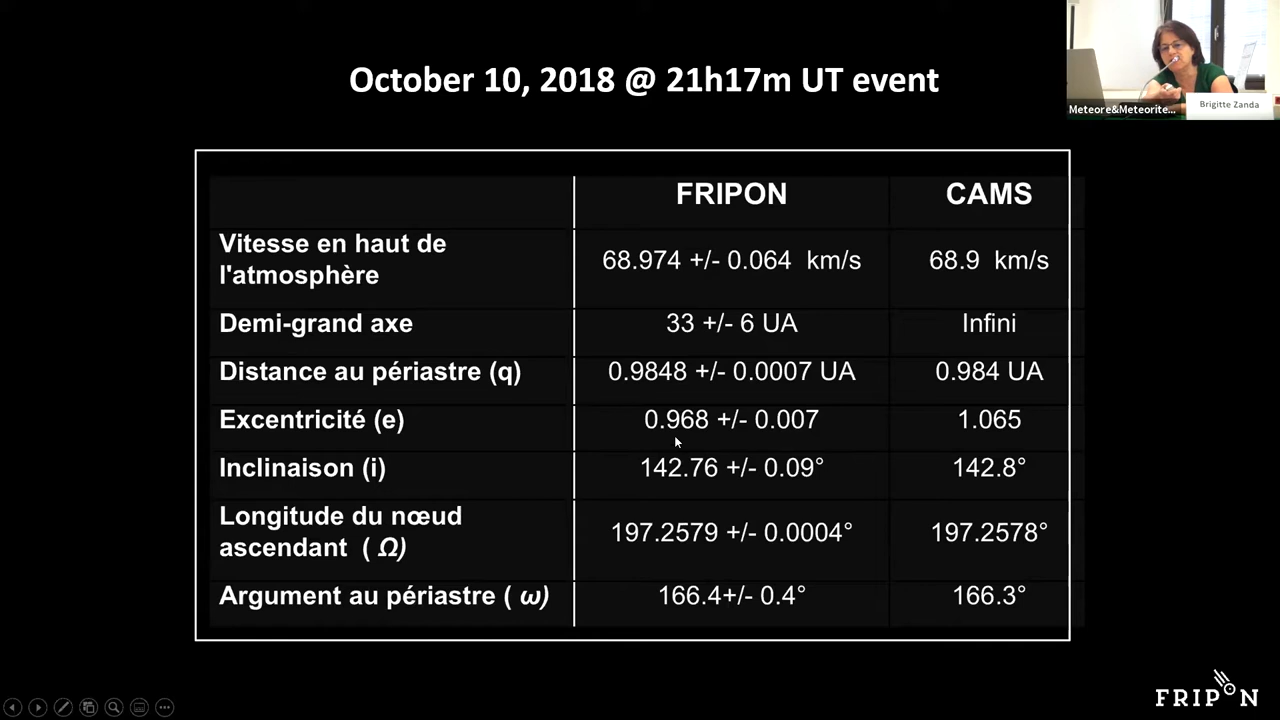 October 10, 2018 @ 21h17m UT event
Meteore&Meteorite...
Brigitte Zanda
FRIPON CAMS
Vitesse en haut de
l'atmosphère
68.974 +/- 0.064 km/s 68.9 km/s
Demi-grand axe 33 +/- 6 UA Infini
Distance au périastre (q) 0.9848 +/- 0.0007 UA 0.984 UA
Excentricité (e) 0.968 +/- 0.007 1.065
Inclinaison (i) 142.76 +/- 0.09° 142.8°
Longitude du nœud
ascendant ( Ω)
197.2579 +/- 0.0004° 197.2578°
Argument au périastre ( ω) 166.4+/- 0.4° 166.3°
FRIPON